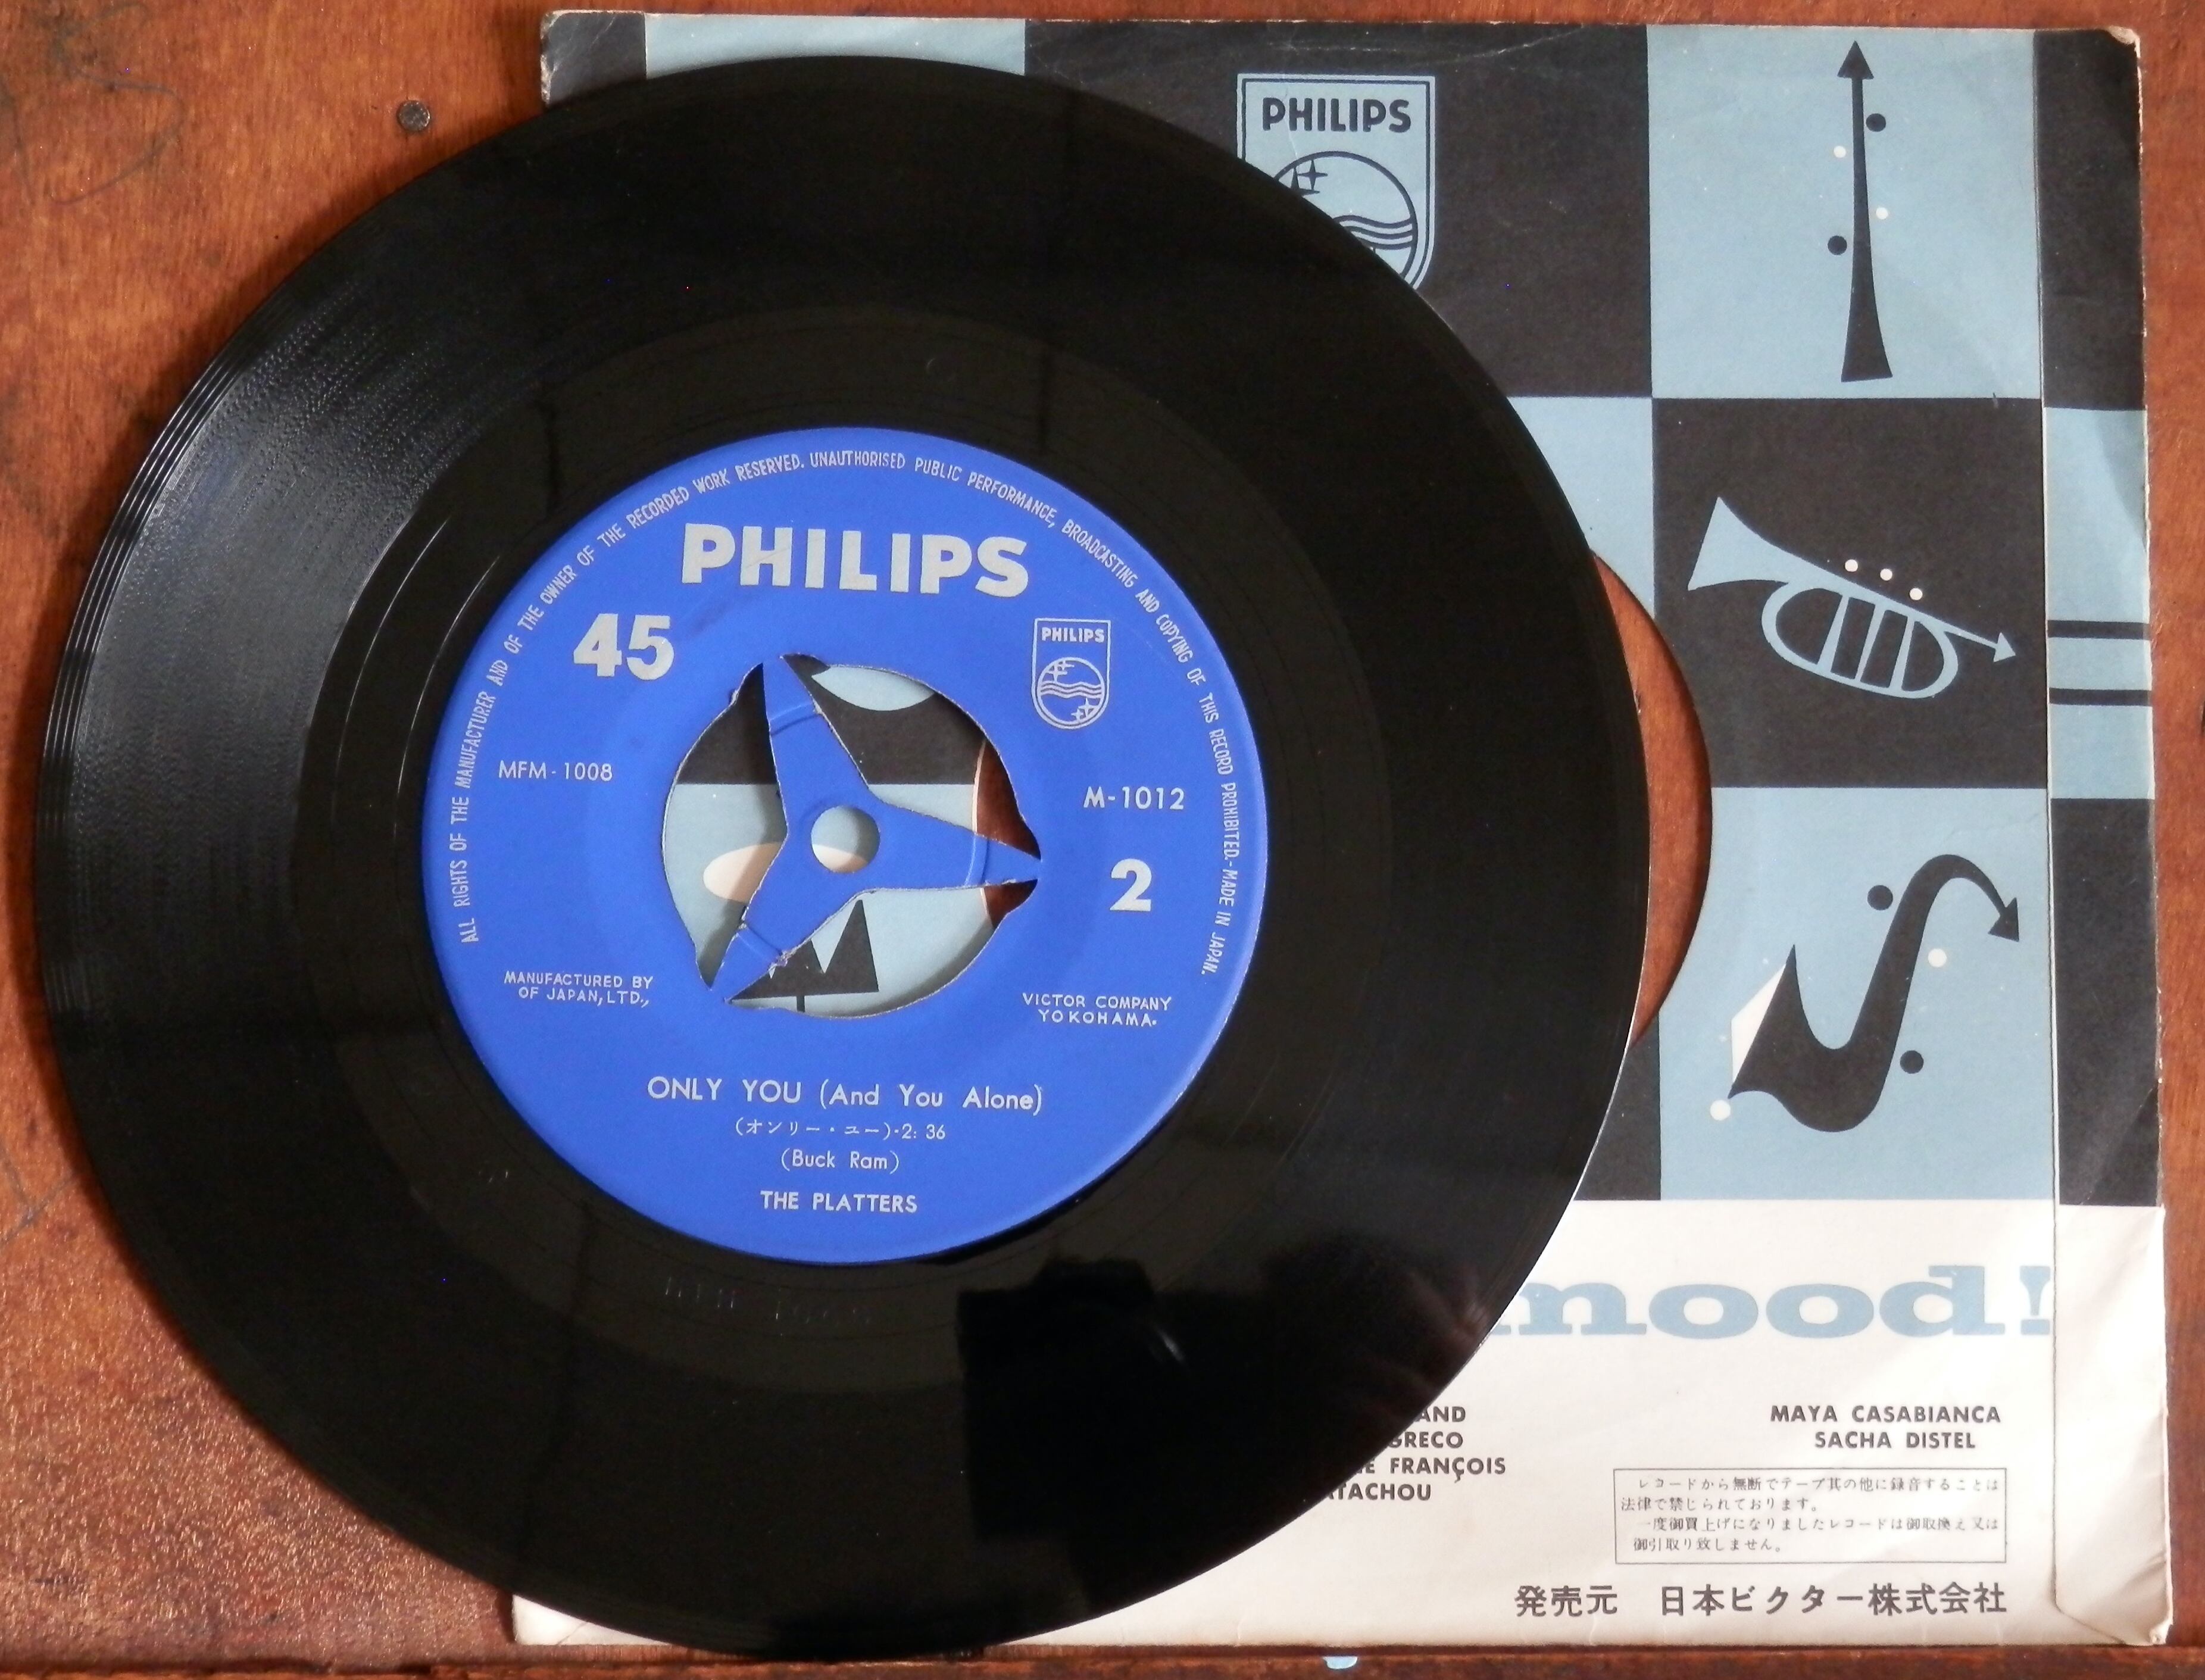 PHILIPS
ALL RIGHTS OF THE MANUFACTURER AND OF THE OWNER OF THE RECORDED WORK RESERVED. UNAUTHORISED PUBLIC PERFORMANCE, BROADCASTING AND COPYING OF THIS RECORD PROHIBITED.-MADE IN JAPAN.
PHILIPS
45
PHILIPS
MFM-1008
M-1012
2
MANUFACTURED BY
OF JAPAN, LTD.,
VICTOR COMPANY
YOKOHAMA.
ONLY YOU (And You Alone)
(オンリー・ユー)-2:36
(Buck Ram)
THE PLATTERS
mood!
AND
GRECO
FRANÇOIS
TACHOU
MAYA CASABIANCA
SACHA DISTEL
レコードから無断でテープ其の他に録音することは
法律で禁じられております。
一度御買上げになりましたレコードは御取換え又は
御引取り致しません。
発売元 日本ビクター株式会社